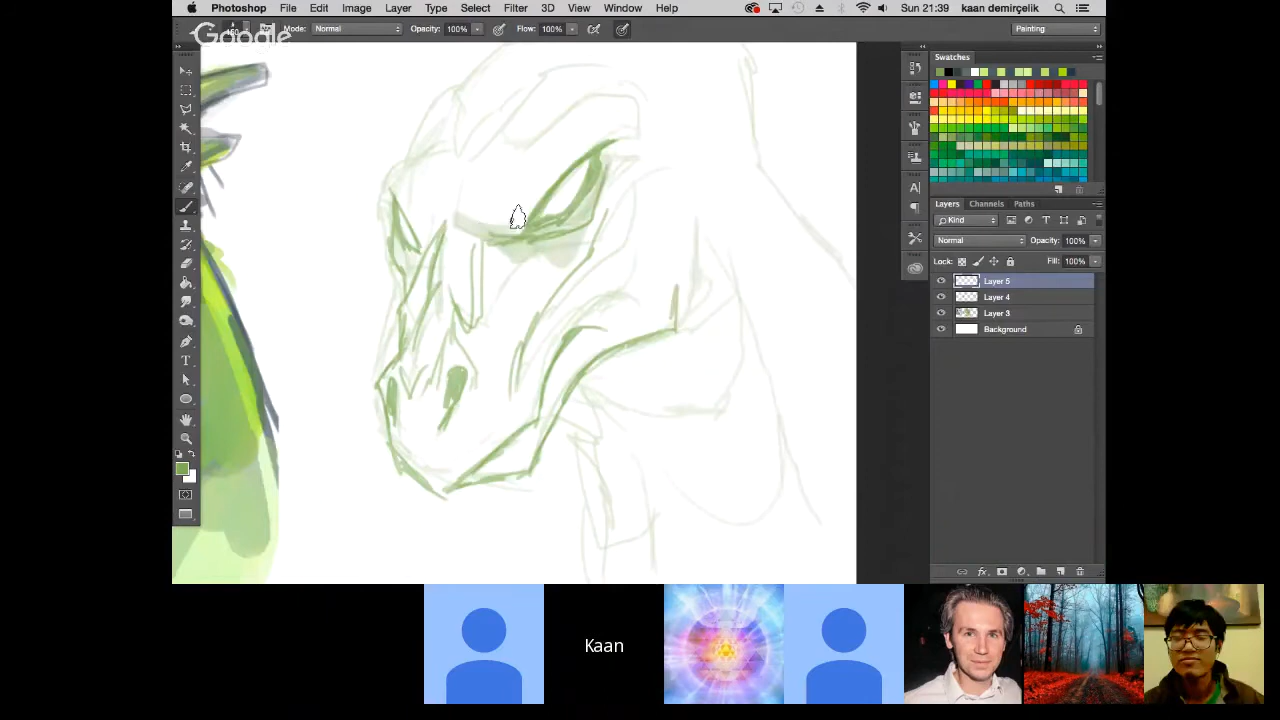 Photoshop File Edit Image Layer Type Select Filter 3D View Window Help Sun 21:39 kaan demirçelik
Google
Mode: Normal Opacity: 100% Flow: 100% Painting
Swatches
Layers Channels Paths
Kind
Normal Opacity: 100%
Lock: Fill: 100%
Layer 5
Layer 4
Layer 3
Background
Kaan